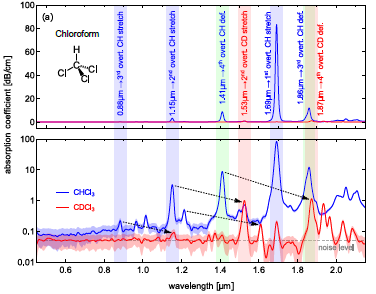 (a)
Chloroform
H
C
Cl
Cl
Cl
0.88µm→3rd overt. CH stretch
1.15µm→2nd overt. CH stretch
1.41µm→4th overt. CH def.
1.53µm→2nd overt. CD stretch
1.69µm→1st overt. CH stretch
1.86µm→3rd overt. CH def.
1.87µm→4th overt. CD def.
absorption coefficient [dB/cm]
80
60
40
20
0
100
10
1
0,1
0,01
CHCl3
CDCl3
noise level
0.6
0.8
1.0
1.2
1.4
1.6
1.8
2.0
wavelength [µm]